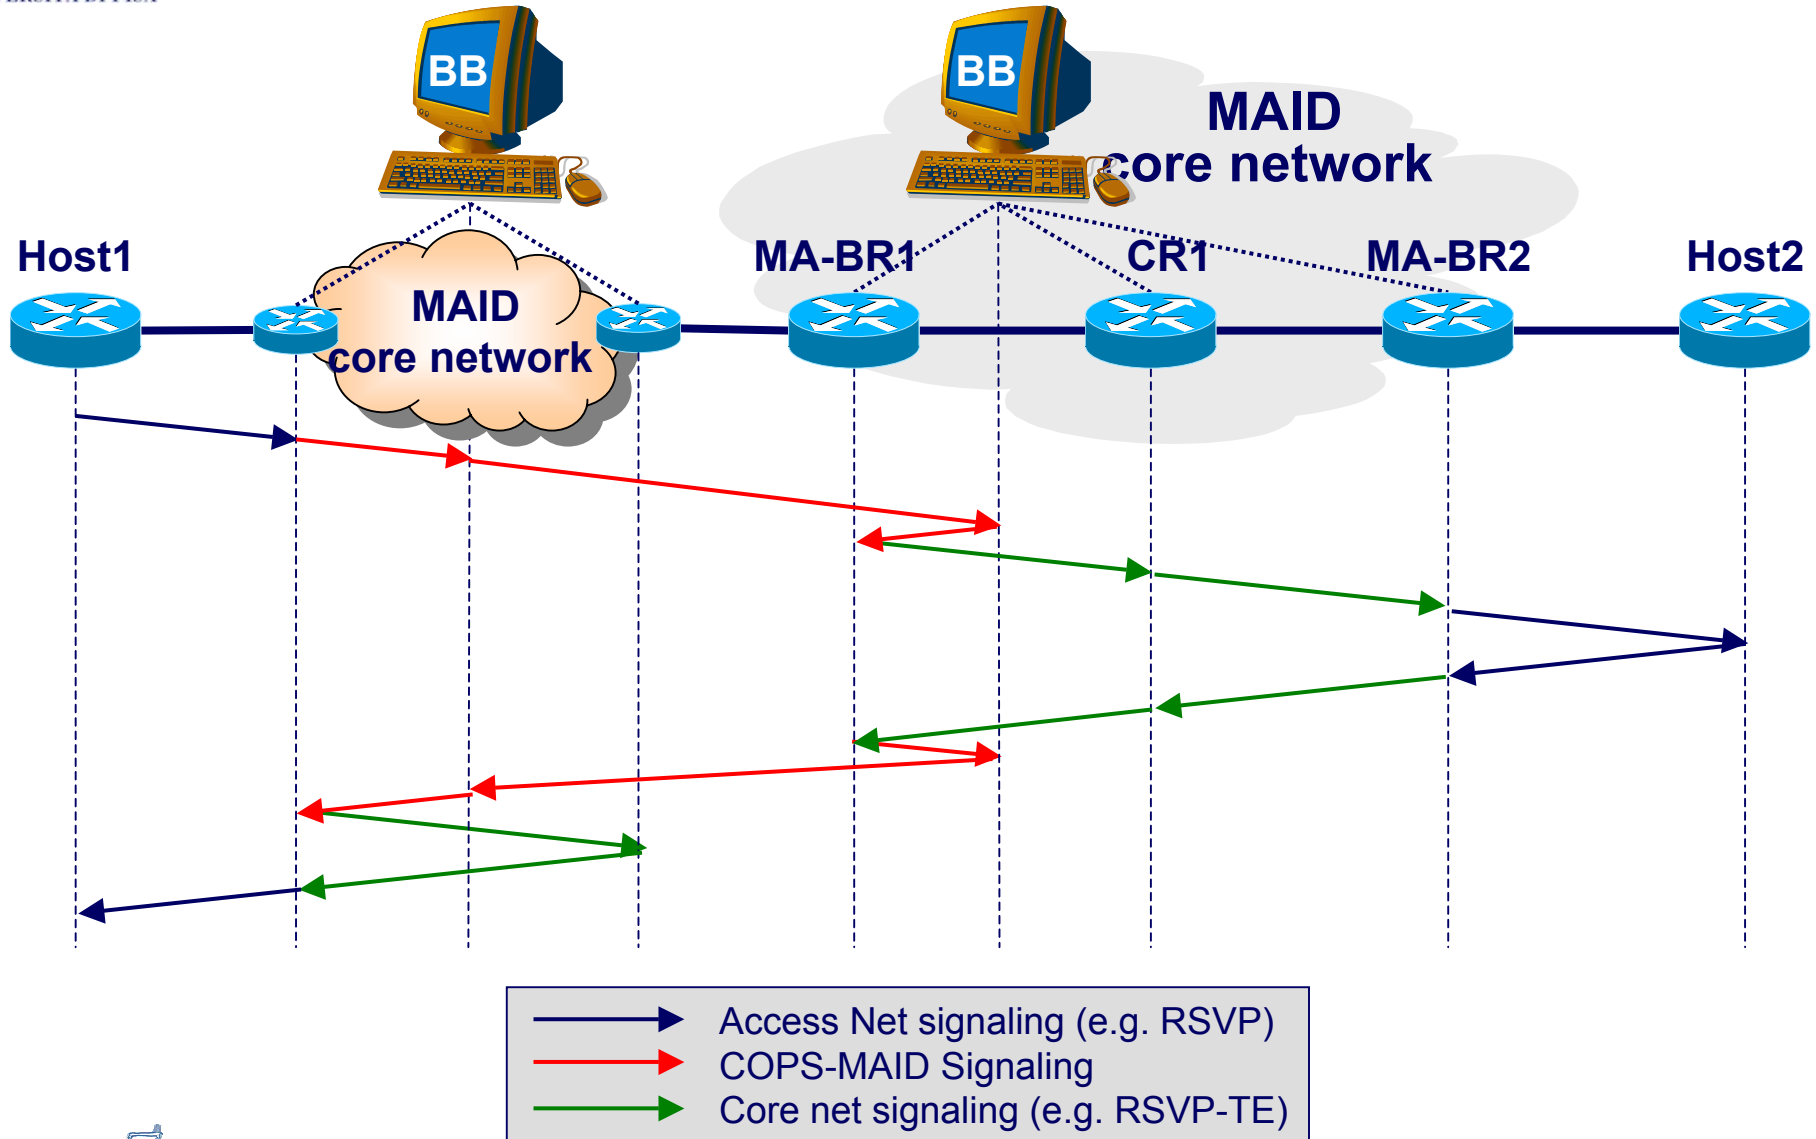 BB
BB
MAID
core network
Host1
MA-BR1
CR1
MA-BR2
Host2
MAID
core network
Access Net signaling (e.g. RSVP)
COPS-MAID Signaling
Core net signaling (e.g. RSVP-TE)